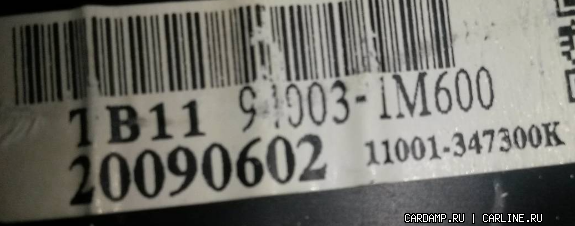 TB11 94003-1M600
20090602 11001-347300K
CARDAMP.RU | CARLINE.RU